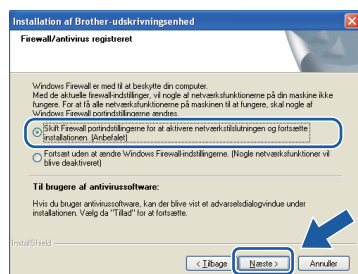 Installation af Brother-udskrivningsenhed
Firewall/antivirus registreret
Windows Firewall er med til at beskytte din computer.
Med de aktuelle firewall-indstillinger, vil nogle af netværksfunktionerne på din maskine ikke
fungere. For at få alle netværksfunktionerne på maskinen til at fungere, skal nogle af
Windows Firewall portindstillingerne ændres.
Skift Firewall portindstillingerne for at aktivere netværkstilslutningen og fortsætte
installationen. (Anbefalet)
Fortsæt uden at ændre Windows Firewall-indstillingerne. (Nogle netværksfunktioner vil
blive deaktiveret)
Til brugere af antivirussoftware:
Hvis du bruger antivirussoftware, kan der blive vist et advarselsdialogvindue under
installationen. Vælg da "Tillad" for at fortsætte.
InstallShield
< Tilbage
Næste >
Annuller